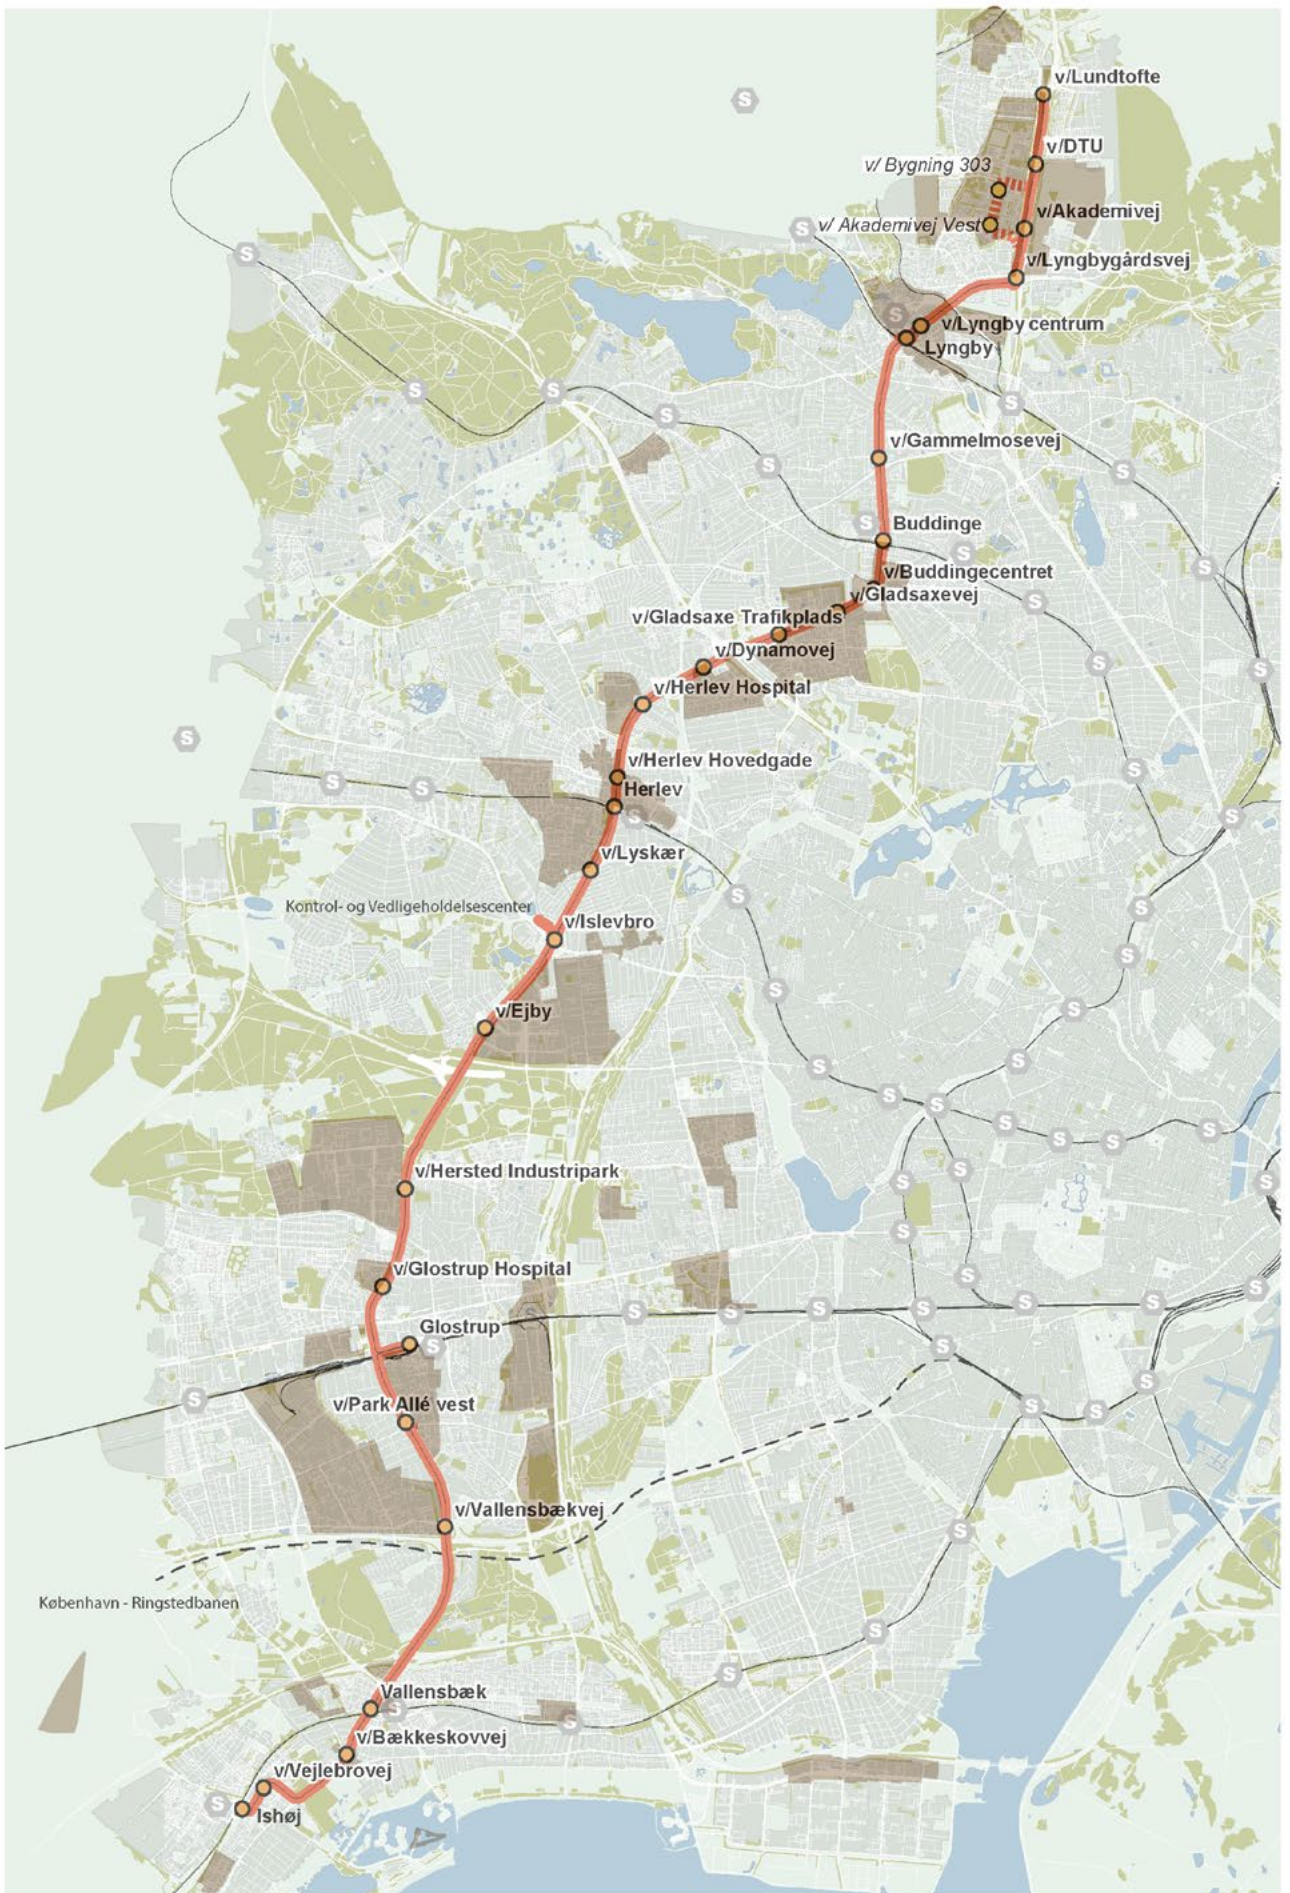 v/Lundtofte
v/DTU
v/ Bygning 303
v/Akademivej
v/ Akademivej Vest
v/Lyngbygårdsvej
v/Lyngby centrum
Lyngby
v/Gammelmosevej
Buddinge
v/Buddingecentret
v/Gladsaxevej
v/Gladsaxe Trafikplads
v/Dynamovej
v/Herlev Hospital
v/Herlev Hovedgade
Herlev
v/Lyskær
Kontrol- og Vedligeholdelsescenter
v/Islevbro
v/Ejby
v/Hersted Industripark
v/Glostrup Hospital
Glostrup
v/Park Allé vest
v/Vallensbækvej
København - Ringstedbanen
Vallensbæk
v/Bækkeskovvej
v/Vejlebrovej
Ishøj